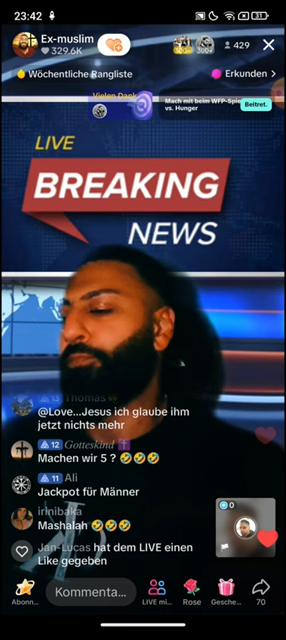 23:42
31
Ex-muslim
329.6K
429
Wöchentliche Rangliste
Erkunden >
Vielen Dank
Mach mit beim WFP-Spie
vs. Hunger
Beitret.
LIVE
BREAKING
NEWS
13 Thomas
@Love...Jesus ich glaube ihm
jetzt nichts mehr
12 Gotteskind
Machen wir 5 ? 🤣🤣🤣
11 Ali
Jackpot für Männer
irinibaka
Mashalah 🤣🤣🤣
Jan-Lucas hat dem LIVE einen
Like gegeben
0
Abonn...
Kommenta...
LIVE mi...
Rose
Gesche...
70